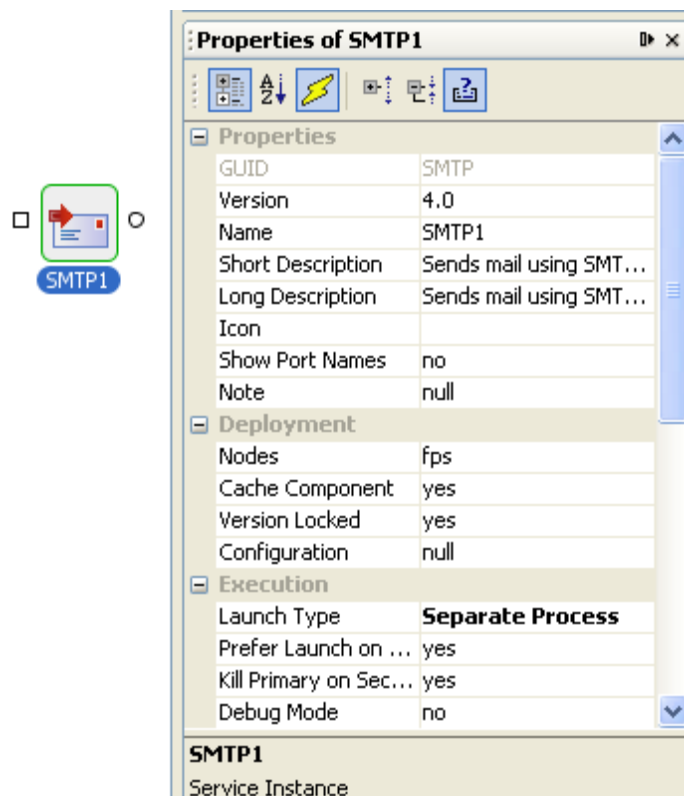 Properties of SMTP1
Properties
GUID SMTP
Version 4.0
SMTP1
Name SMTP1
Short Description Sends mail using SMT...
Long Description Sends mail using SMT...
Icon
Show Port Names no
Note null
Deployment
Nodes fps
Cache Component yes
Version Locked yes
Configuration null
Execution
Launch Type Separate Process
Prefer Launch on ... yes
Kill Primary on Sec... yes
Debug Mode no
SMTP1
Service Instance